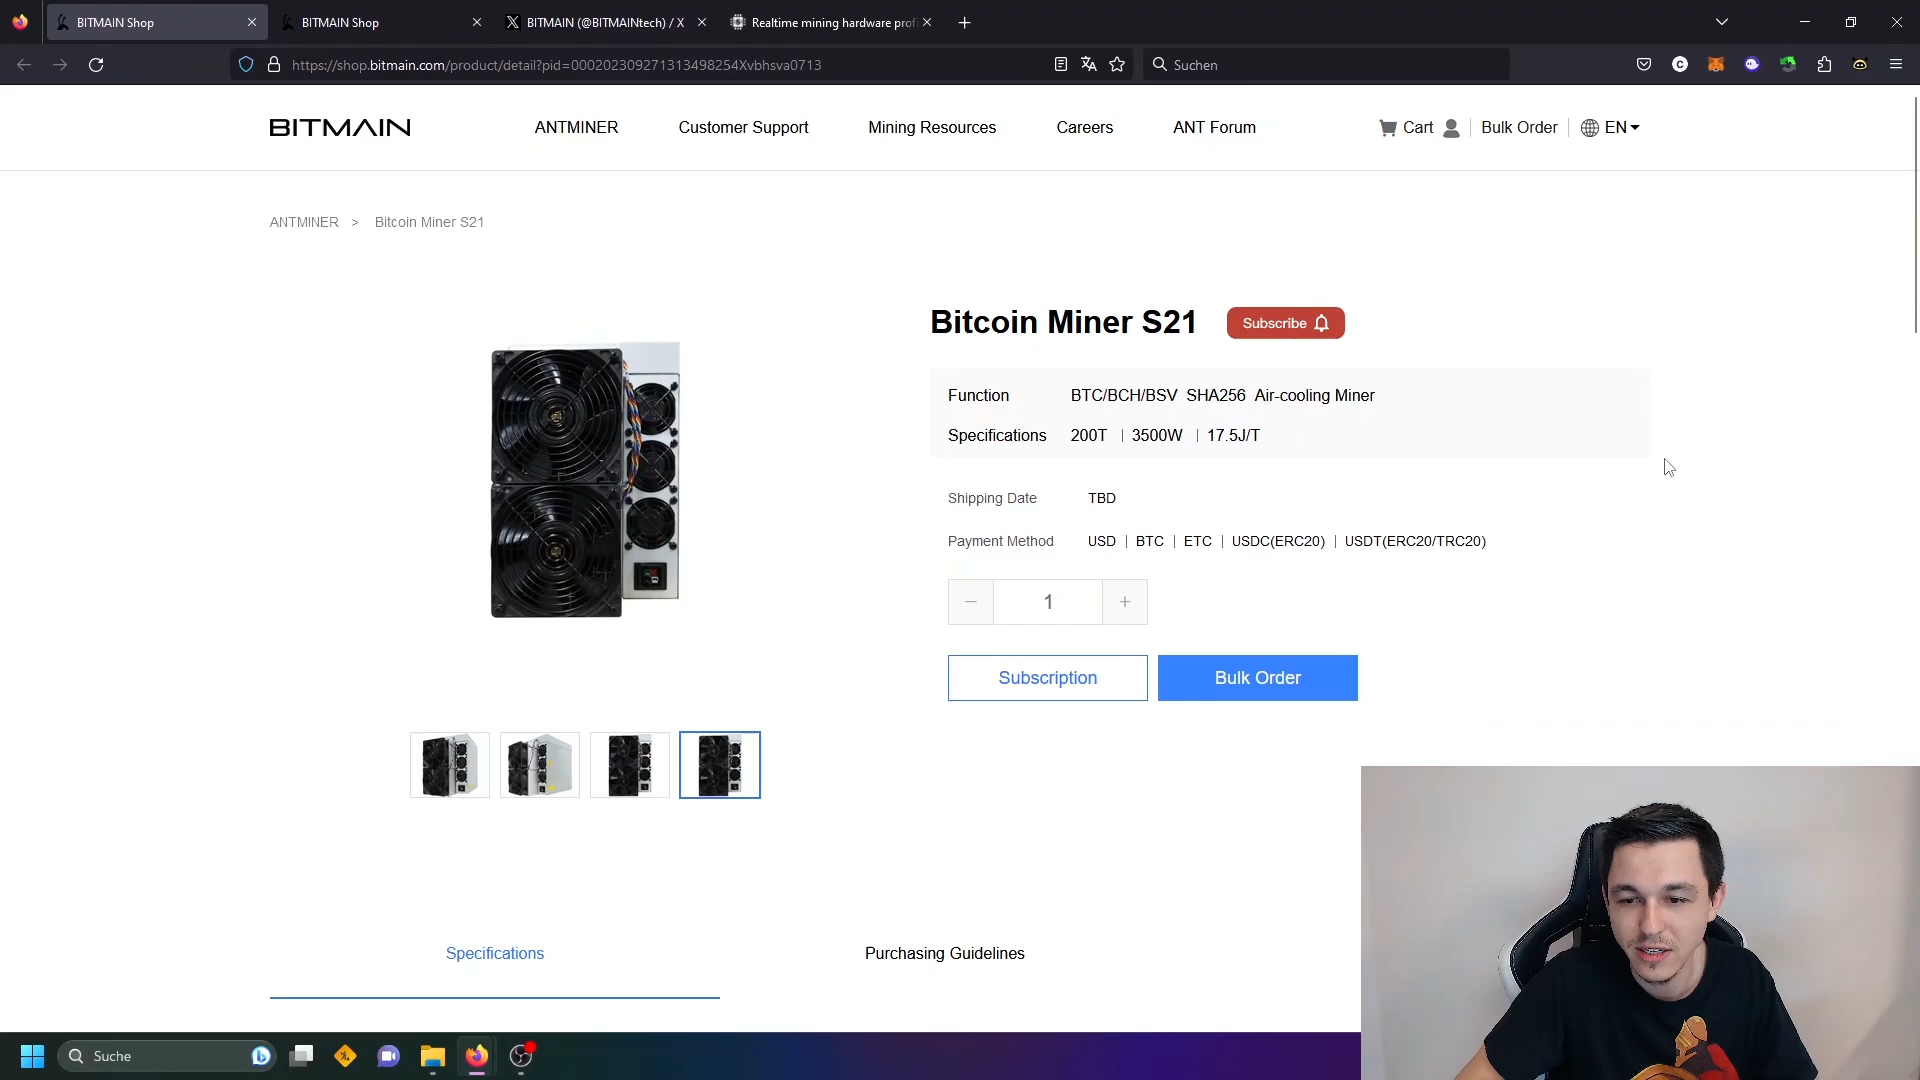 BITMAIN Shop
BITMAIN Shop
BITMAIN (@BITMAINtech) / X
Realtime mining hardware prof
https://shop.bitmain.com/product/detail?pid=000202309271313498254Xvbhsva0713
Suchen
BITMAIN
ANTMINER
Customer Support
Mining Resources
Careers
ANT Forum
Cart
Bulk Order
EN
ANTMINER > Bitcoin Miner S21
Bitcoin Miner S21
Subscribe
Function BTC/BCH/BSV SHA256 Air-cooling Miner
Specifications 200T | 3500W | 17.5J/T
Shipping Date TBD
Payment Method USD | BTC | ETC | USDC(ERC20) | USDT(ERC20/TRC20)
− 1 +
Subscription
Bulk Order
Specifications
Purchasing Guidelines
Suche